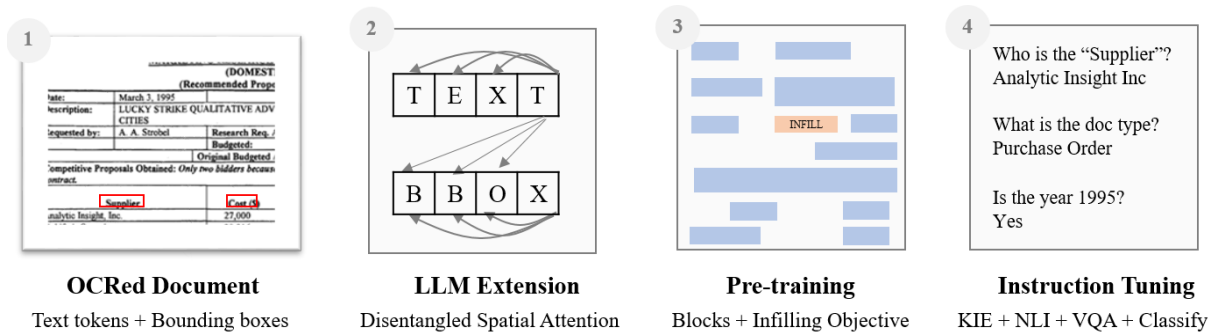 1
(DOMEST
(Recommended Propo
Date: March 3, 1995
Description: LUCKY STRIKE QUALITATIVE ADV
CITIES
Requested by: A. A. Strobel Research Req.
Budgeted:
Original Budgeted
Competitive Proposals Obtained: Only two bidders becaus
contract.
Supplier Cost ($)
Analytic Insight, Inc. 27,000
OCRed Document
Text tokens + Bounding boxes
2
T E X T
B B O X
LLM Extension
Disentangled Spatial Attention
3
INFILL
Pre-training
Blocks + Infilling Objective
4
Who is the “Supplier”?
Analytic Insight Inc
What is the doc type?
Purchase Order
Is the year 1995?
Yes
Instruction Tuning
KIE + NLI + VQA + Classify